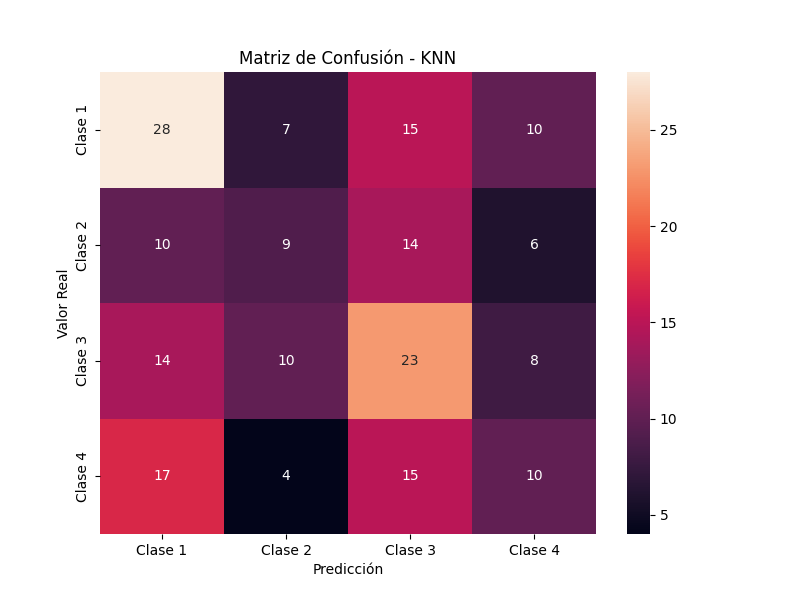 Matriz de Confusión - KNN
Valor Real
Clase 1
28 7 15 10
Clase 2
10 9 14 6
Clase 3
14 10 23 8
Clase 4
17 4 15 10
Clase 1 Clase 2 Clase 3 Clase 4
Predicción
25
20
15
10
5